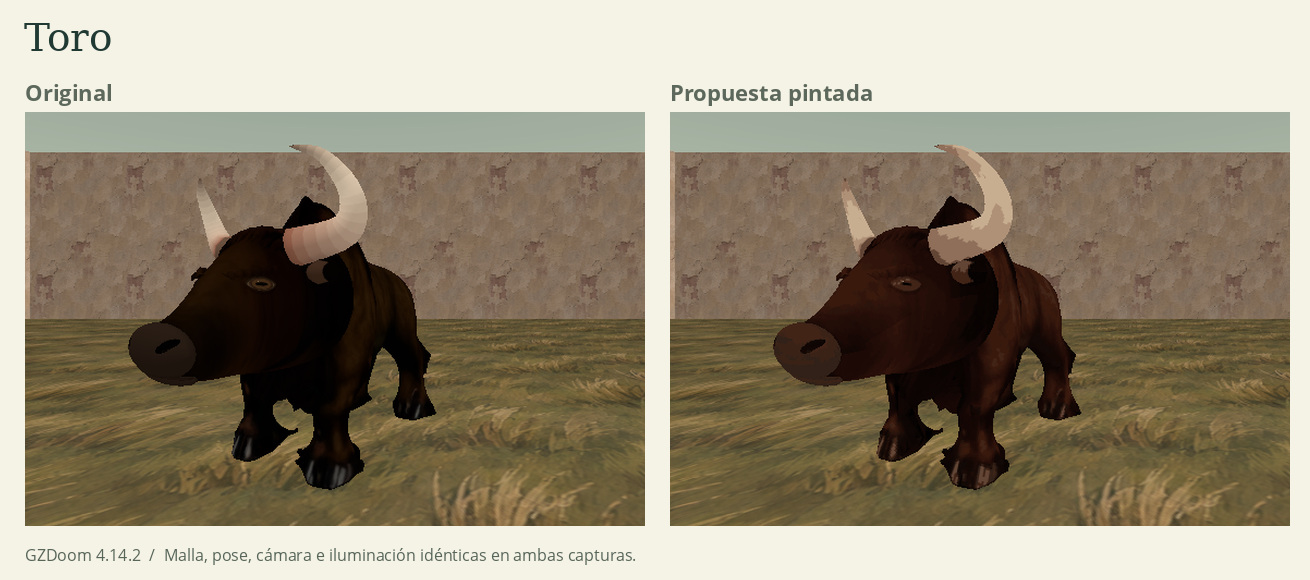 Toro
Original
Propuesta pintada
GZDoom 4.14.2 / Malla, pose, cámara e iluminación idénticas en ambas capturas.